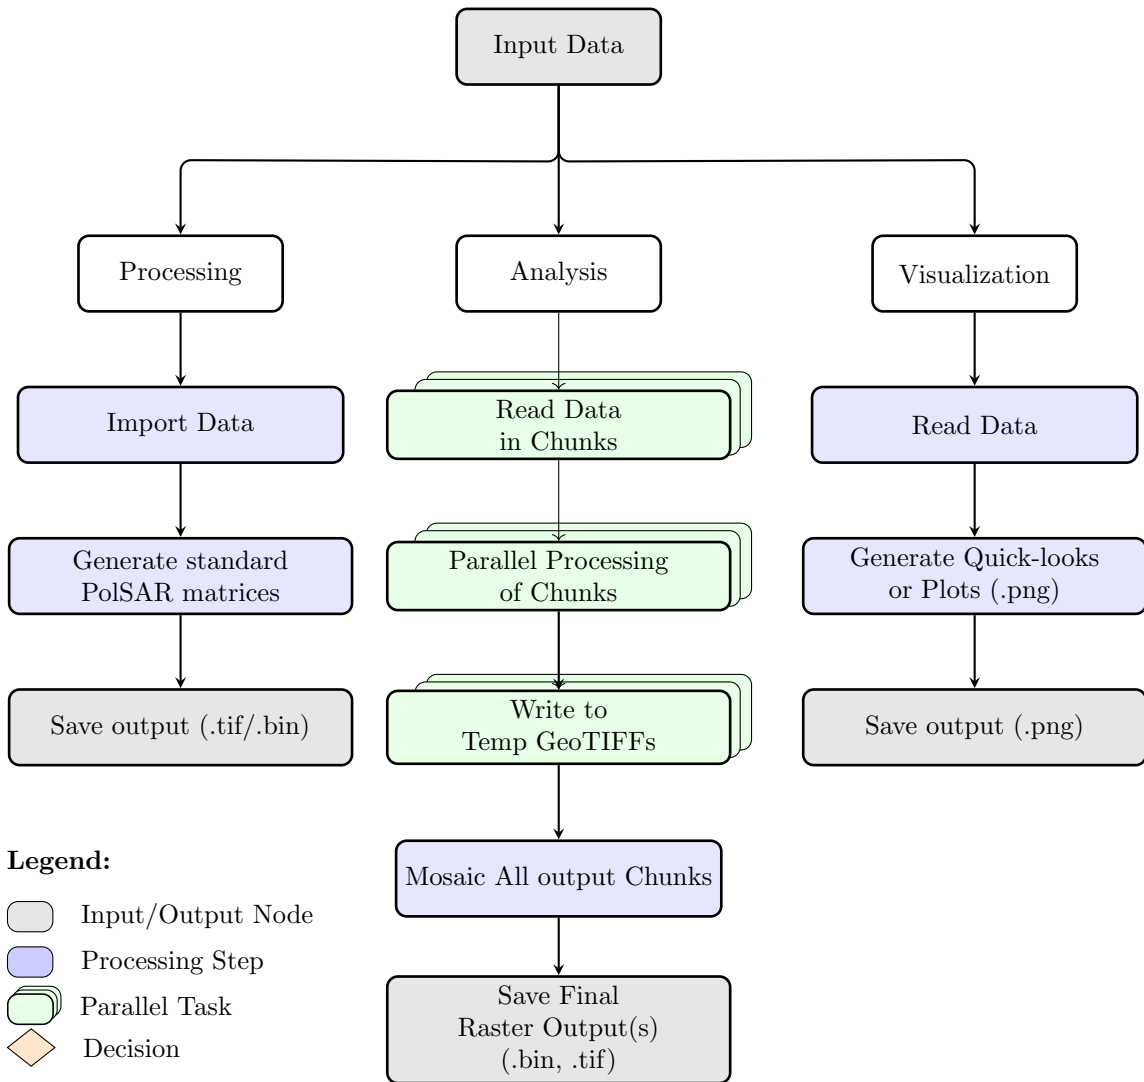 Input Data
Processing
Analysis
Visualization
Import Data
Read Data
in Chunks
Read Data
Generate standard
PolSAR matrices
Parallel Processing
of Chunks
Generate Quick-looks
or Plots (.png)
Save output (.tif/.bin)
Write to
Temp GeoTIFFs
Save output (.png)
Mosaic All output Chunks
Save Final
Raster Output(s)
(.bin, .tif)
Legend:
Input/Output Node
Processing Step
Parallel Task
Decision